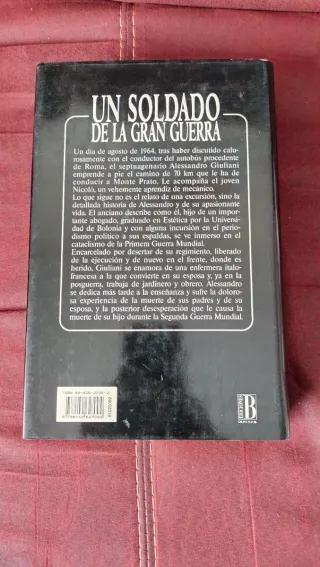 UN SOLDADO
DE LA GRAN GUERRA
Un día de agosto de 1964, tras haber discutido calu-
rosamente con el conductor del autobús procedente
de Roma, el septuagenario Alessandro Giuliani
emprende a pie el camino de 70 km que le ha de
conducir a Monte Prato. Le acompaña el joven
Nicoló, un vehemente aprendiz de mecánico.
Lo que sigue no es el relato de una excursión, sino
la detallada historia de Alessandro y de su apasionante
vida. El anciano describe cómo él, hijo de un impor-
tante abogado, graduado en Estética por la Universi-
dad de Bolonia y con alguna incursión en el perio-
dismo político a sus espaldas, se ve inmerso en el
cataclismo de la Primera Guerra Mundial.
Encarcelado por desertar de su regimiento, liberado
de la ejecución y de nuevo en el frente, donde es
herido, Giuliani se enamora de una enfermera ítalo-
francesa a la que convierte en su esposa y, ya en la
posguerra, trabaja de jardinero y obrero. Alessandro
se dedica más tarde a la enseñanza y sufre la doloro-
sa experiencia de la muerte de sus padres y de su
esposa, y la posterior desesperación que le causa la
muerte de su hijo durante la Segunda Guerra Mundial.
B